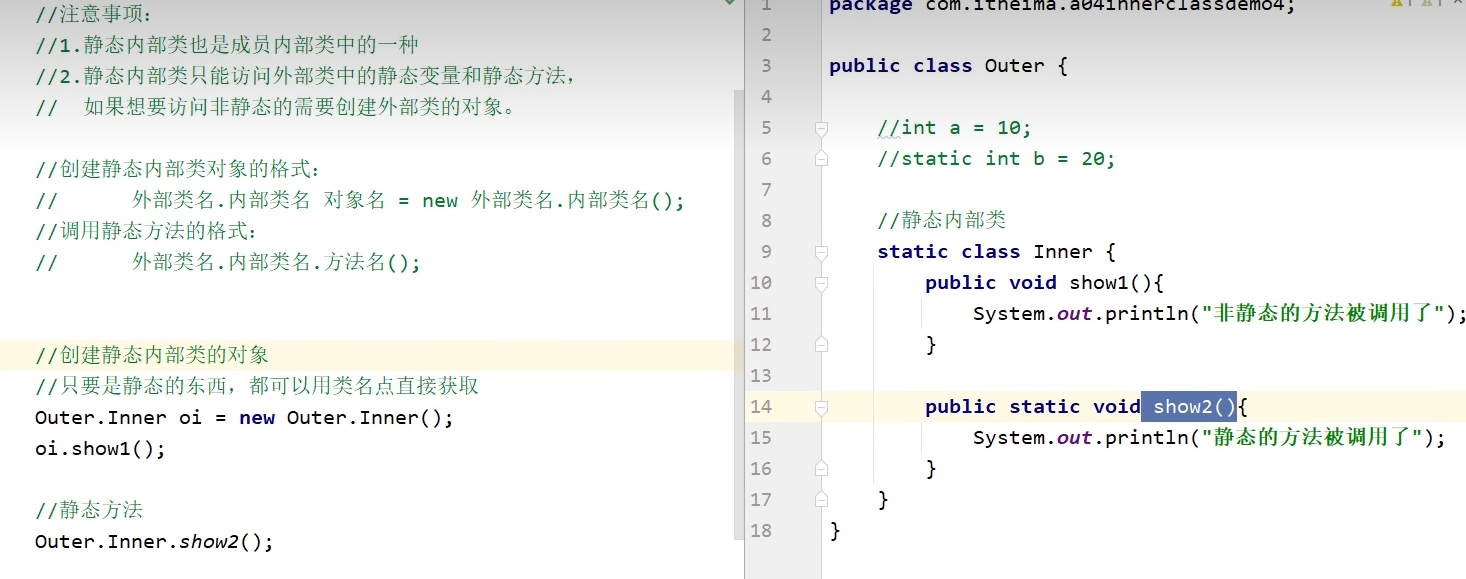 //注意事项：
//1.静态内部类也是成员内部类中的一种
//2.静态内部类只能访问外部类中的静态变量和静态方法，
//  如果想要访问非静态的需要创建外部类的对象。
//创建静态内部类对象的格式：
//      外部类名.内部类名 对象名 = new 外部类名.内部类名();
//调用静态方法的格式：
//      外部类名.内部类名.方法名();
//创建静态内部类的对象
//只要是静态的东西，都可以用类名点直接获取
Outer.Inner oi = new Outer.Inner();
oi.show1();
//静态方法
Outer.Inner.show2();
1 package com.itheima.a04innerclassdemo4;
2
3 public class Outer {
4
5     //int a = 10;
6     //static int b = 20;
7
8     //静态内部类
9     static class Inner {
10         public void show1(){
11             System.out.println("非静态的方法被调用了");
12         }
13
14         public static void show2(){
15             System.out.println("静态的方法被调用了");
16         }
17     }
18 }